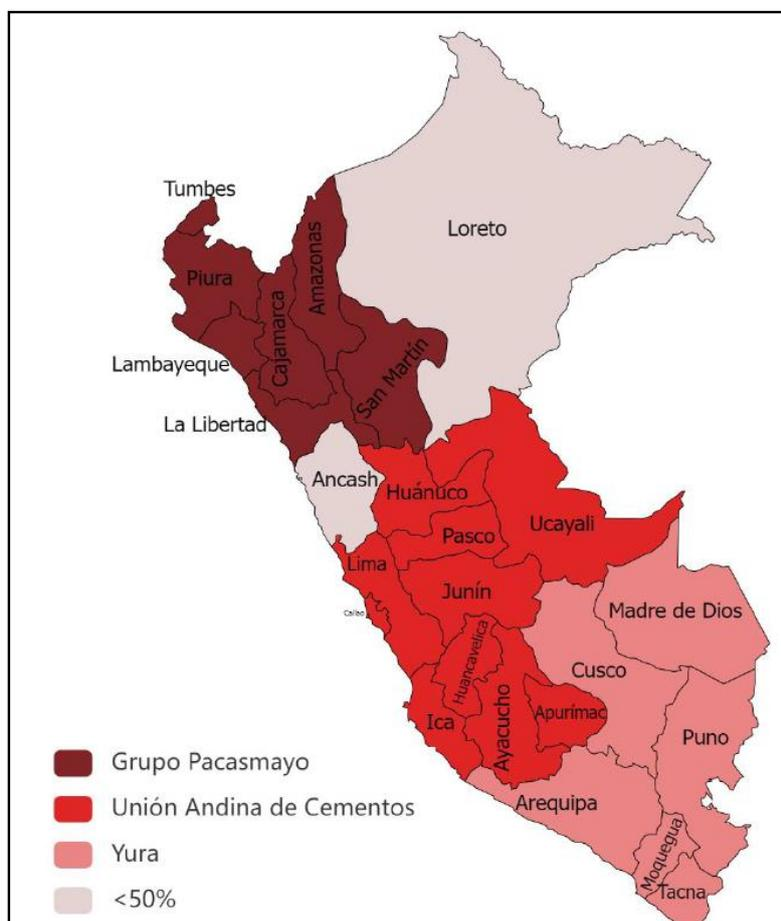 Tumbes
Loreto
Piura
Amazonas
Cajamarca
Lambayeque
San Martín
La Libertad
Ancash
Huánuco
Ucayali
Pasco
Lima
Junín
Callao
Madre de Dios
Huancavelica
Cusco
Ayacucho
Apurímac
Ica
Puno
Arequipa
Moquegua
Tacna
Grupo Pacasmayo
Unión Andina de Cementos
Yura
<50%